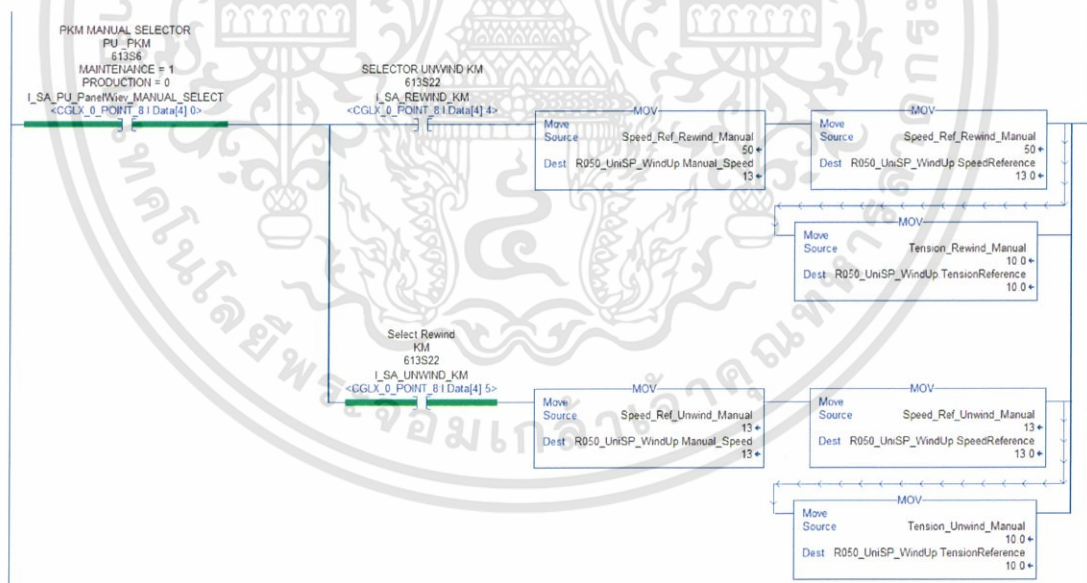 PKM MANUAL SELECTOR
PU_PKM
613S6
MAINTENANCE = 1
PRODUCTION = 0
I_SA_PU_PanelWiev_MANUAL_SELECT
<CGLX_0_POINT_8:I.Data[4].0>
SELECTOR UNWIND KM
613S22
I_SA_REWIND_KM
<CGLX_0_POINT_8:I.Data[4].4>
MOV
Move
Source Speed_Ref_Rewind_Manual
50
Dest R050_UniSP_WindUp.Manual_Speed
13
MOV
Move
Source Speed_Ref_Rewind_Manual
50
Dest R050_UniSP_WindUp.SpeedReference
13.0
MOV
Move
Source Tension_Rewind_Manual
10.0
Dest R050_UniSP_WindUp.TensionReference
10.0
Select Rewind
KM
613S22
I_SA_UNWIND_KM
<CGLX_0_POINT_8:I.Data[4].5>
MOV
Move
Source Speed_Ref_Unwind_Manual
13
Dest R050_UniSP_WindUp.Manual_Speed
13
MOV
Move
Source Speed_Ref_Unwind_Manual
13
Dest R050_UniSP_WindUp.SpeedReference
13.0
MOV
Move
Source Tension_Unwind_Manual
10.0
Dest R050_UniSP_WindUp.TensionReference
10.0